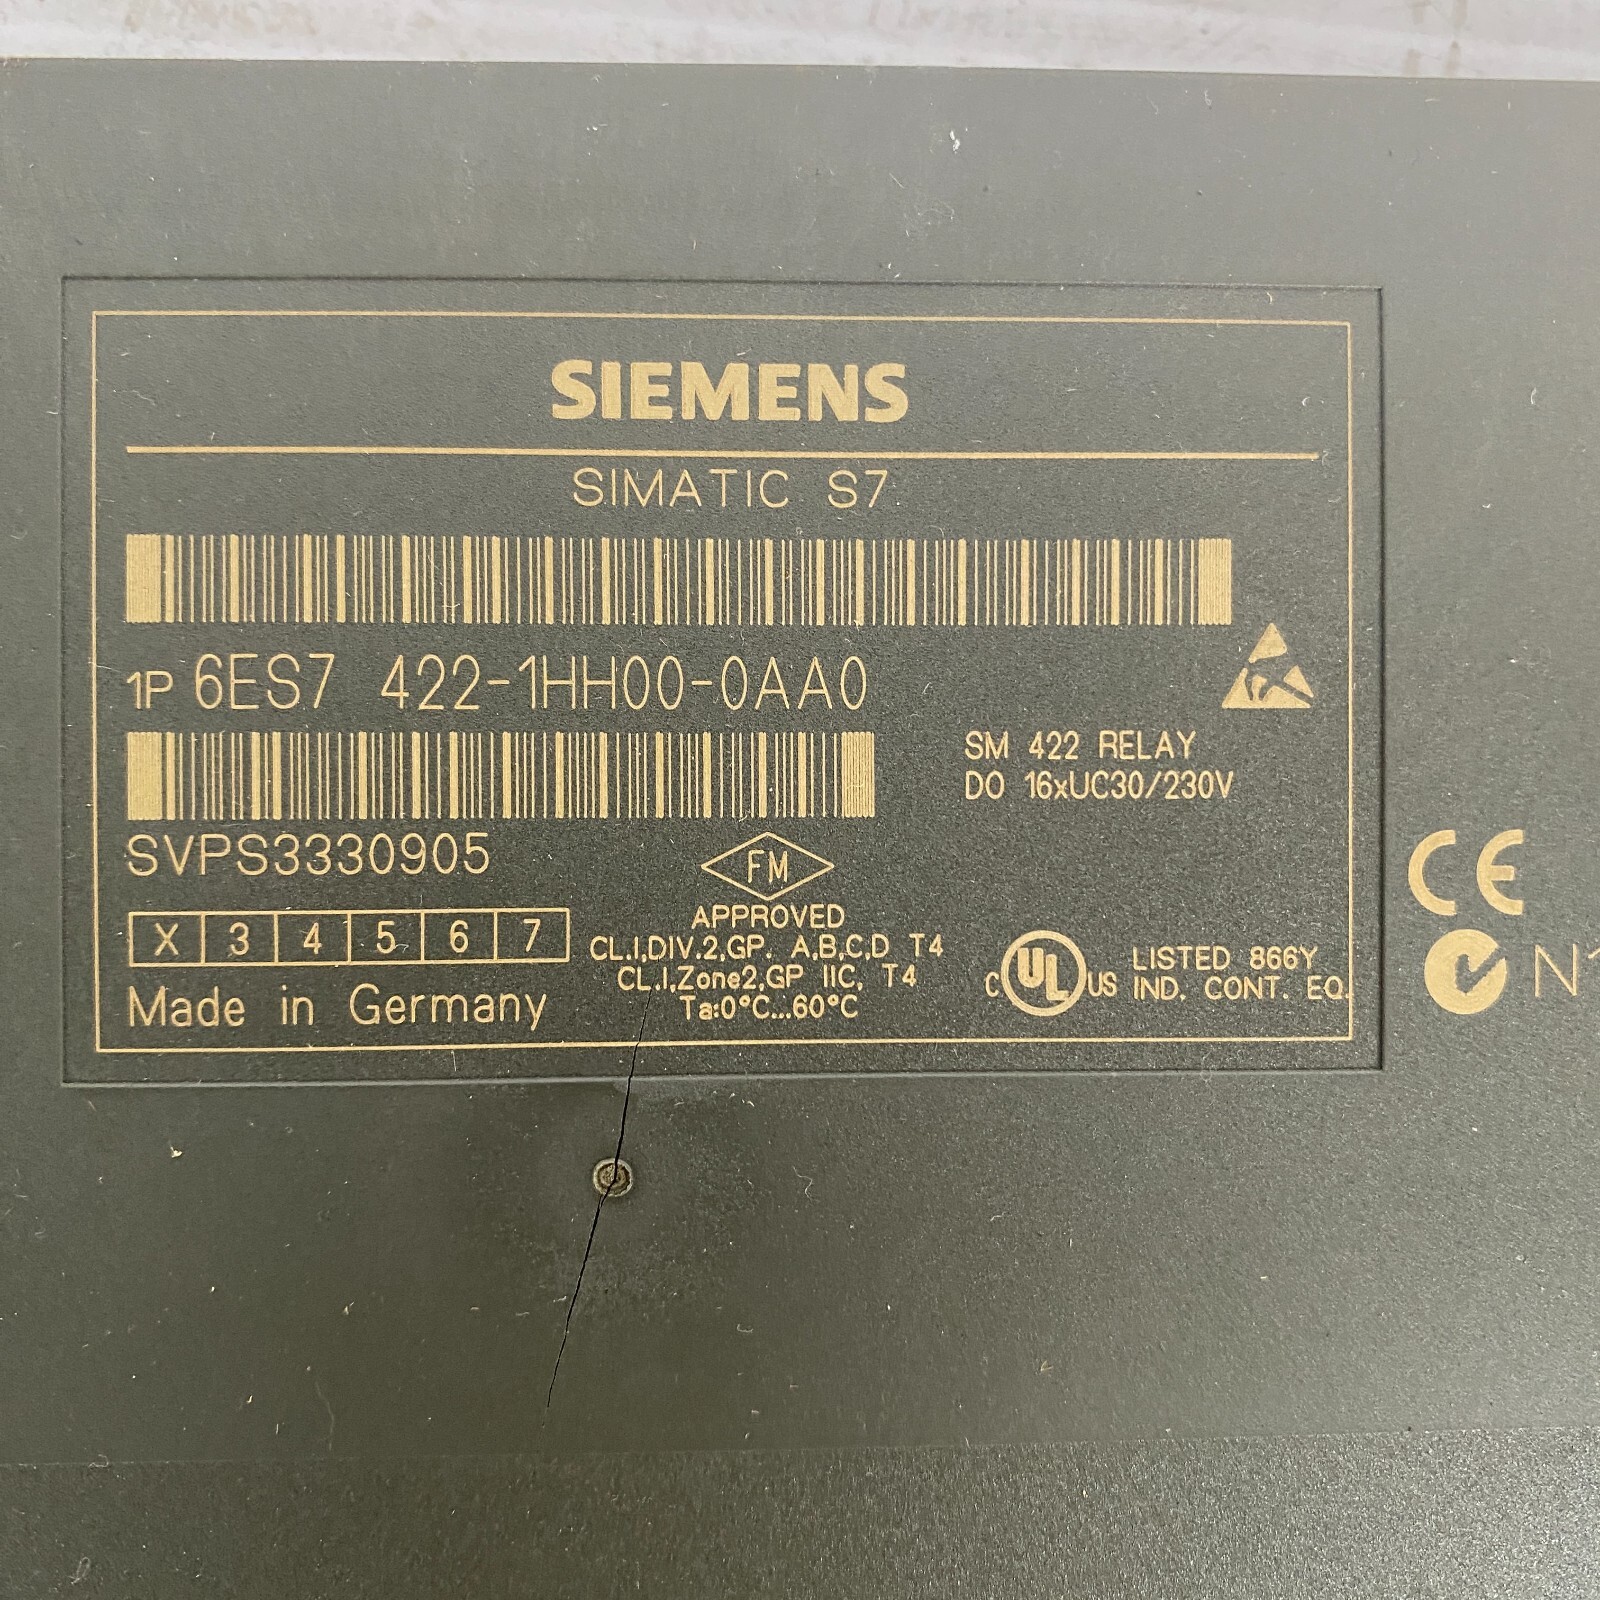 SIEMENS
SIMATIC S7
1P 6ES7 422-1HH00-0AA0
SM 422 RELAY
DO 16xUC30/230V
SVPS3330905
X 3 4 5 6 7
Made in Germany
FM
APPROVED
CL.I,DIV.2,GP. A,B,C,D T4
CL.I,Zone2,GP IIC, T4
Ta:0°C...60°C
C UL US
LISTED 866Y
IND. CONT. EQ.
CE
N1